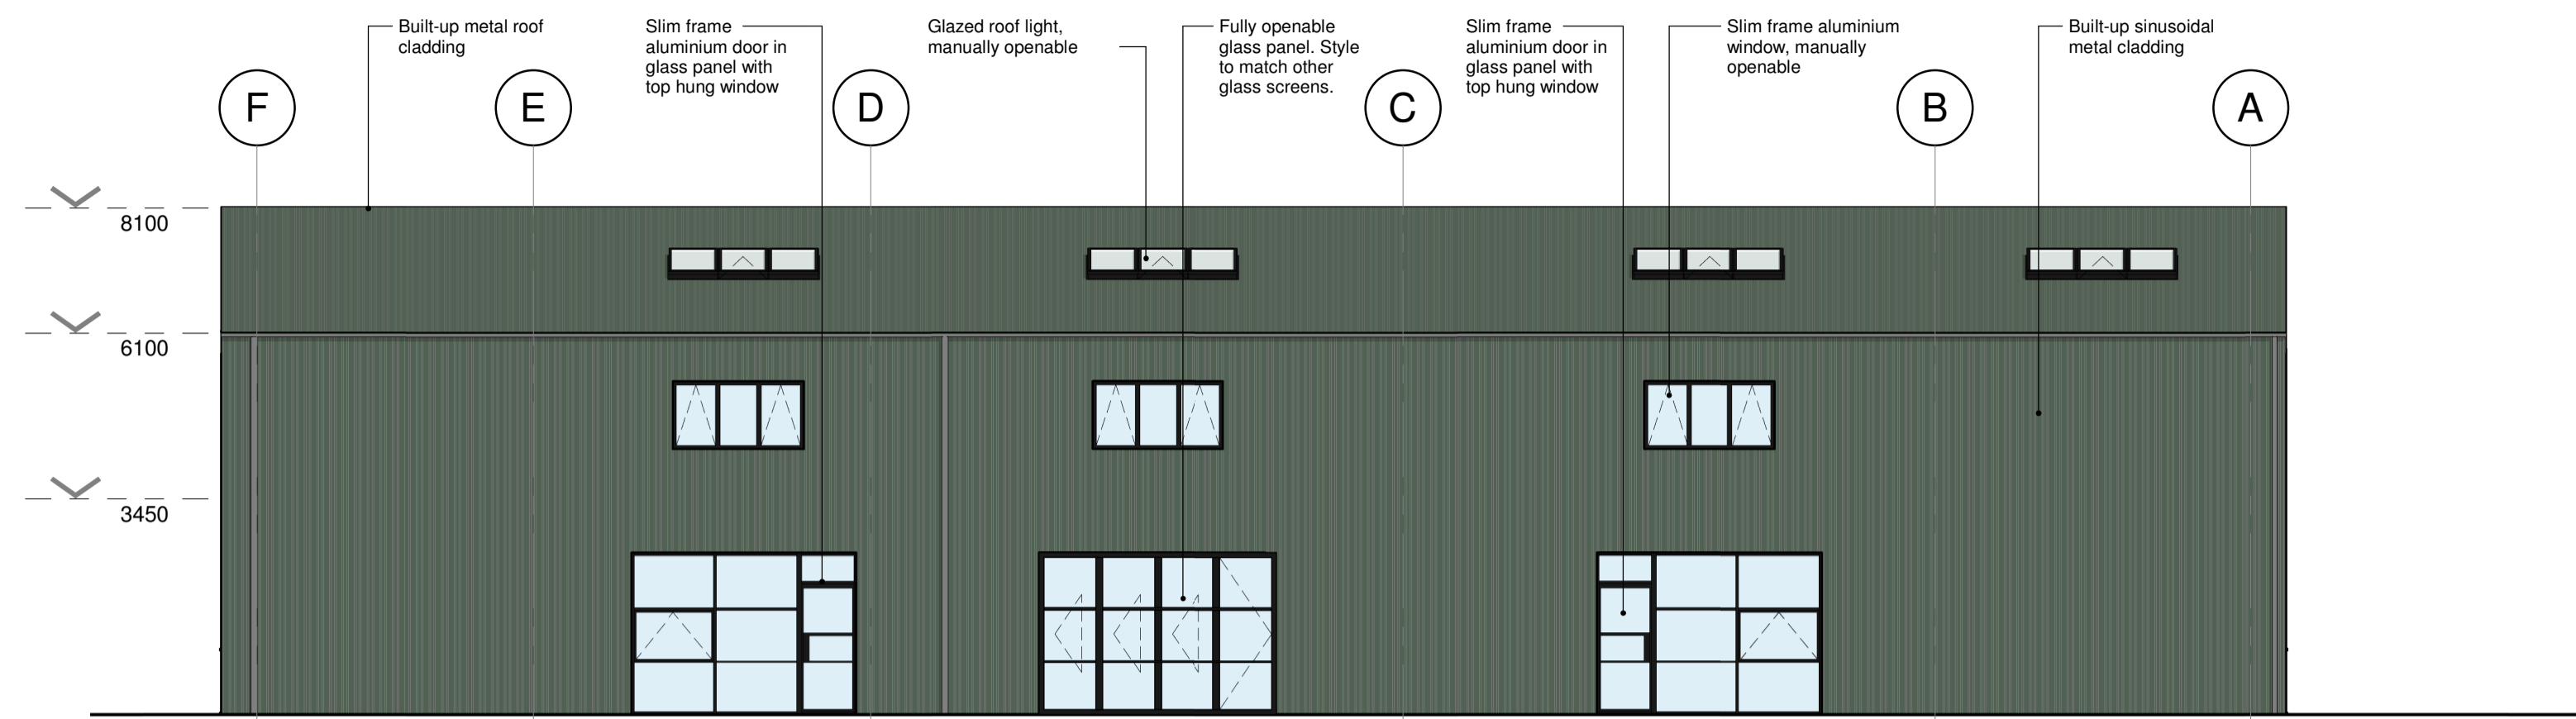 Built-up metal roof
cladding
Slim frame
aluminium door in
glass panel with
top hung window
Glazed roof light,
manually openable
Fully openable
glass panel. Style
to match other
glass screens.
Slim frame
aluminium door in
glass panel with
top hung window
Slim frame aluminium
window, manually
openable
Built-up sinusoidal
metal cladding
F
E
D
C
B
A
8100
6100
3450